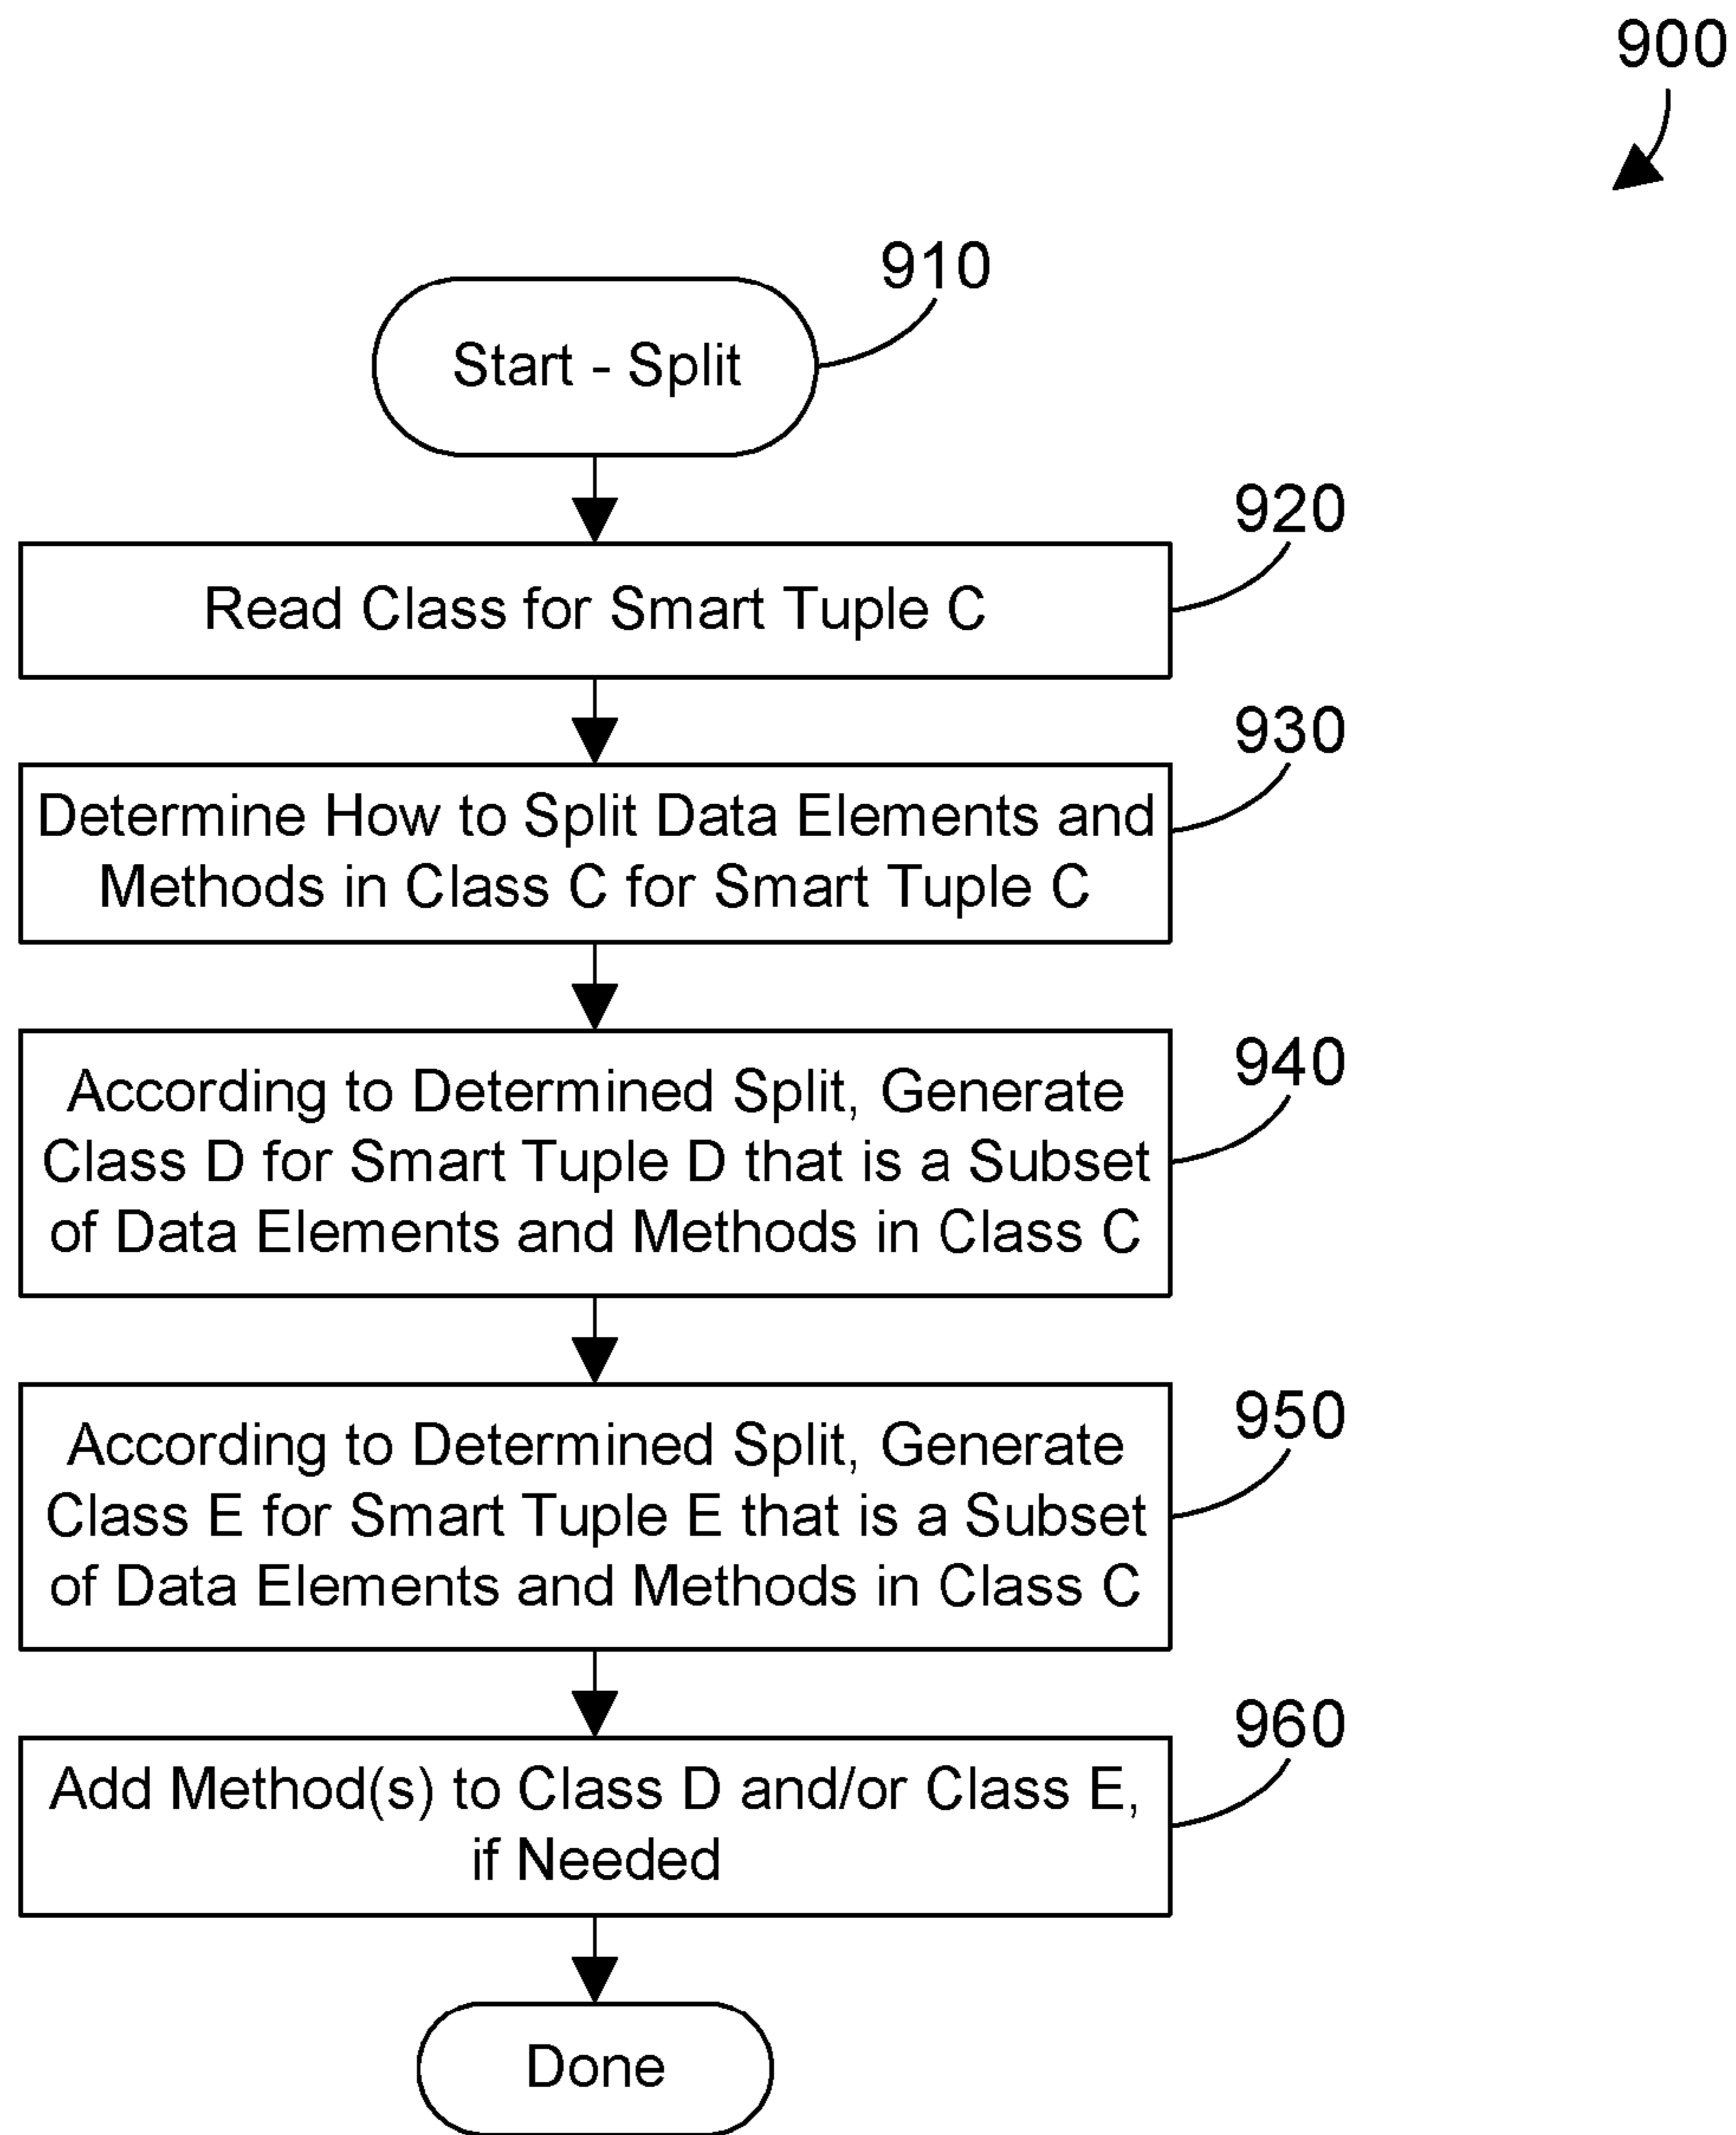 900
910
Start - Split
920
Read Class for Smart Tuple C
930
Determine How to Split Data Elements and
Methods in Class C for Smart Tuple C
940
According to Determined Split, Generate
Class D for Smart Tuple D that is a Subset
of Data Elements and Methods in Class C
950
According to Determined Split, Generate
Class E for Smart Tuple E that is a Subset
of Data Elements and Methods in Class C
960
Add Method(s) to Class D and/or Class E,
if Needed
Done